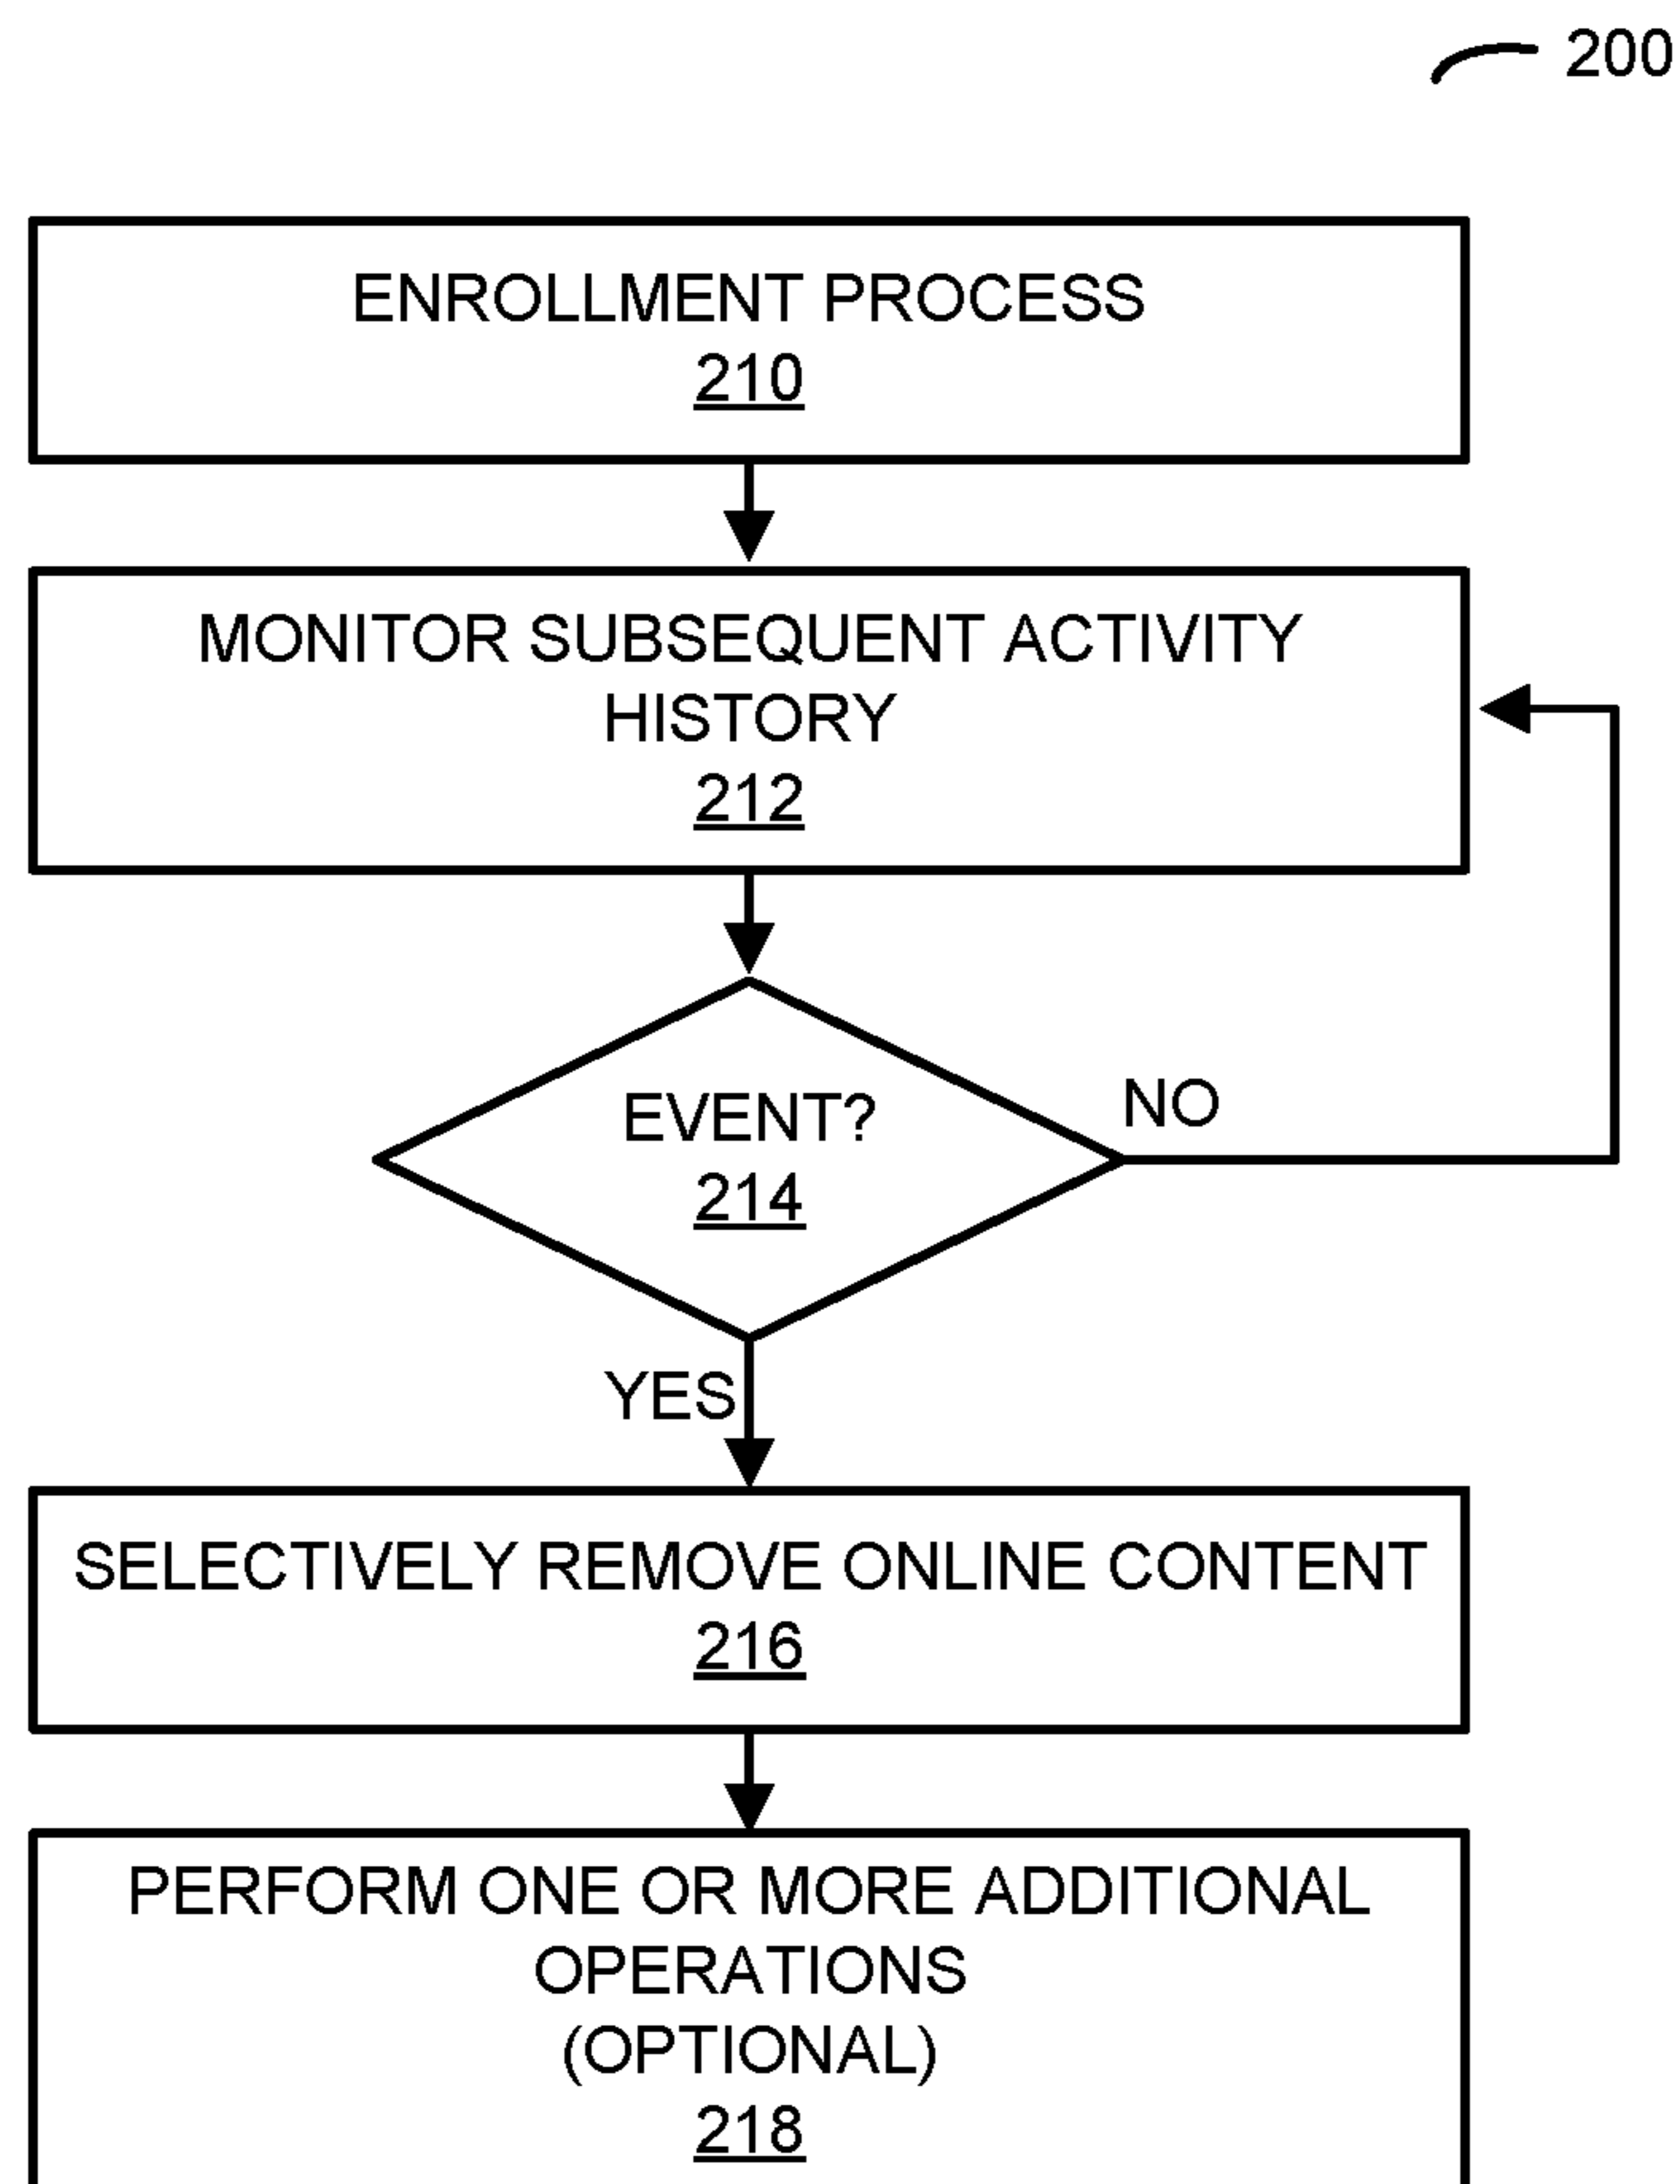 200
ENROLLMENT PROCESS
210
MONITOR SUBSEQUENT ACTIVITY
HISTORY
212
EVENT?
214
NO
YES
SELECTIVELY REMOVE ONLINE CONTENT
216
PERFORM ONE OR MORE ADDITIONAL
OPERATIONS
(OPTIONAL)
218